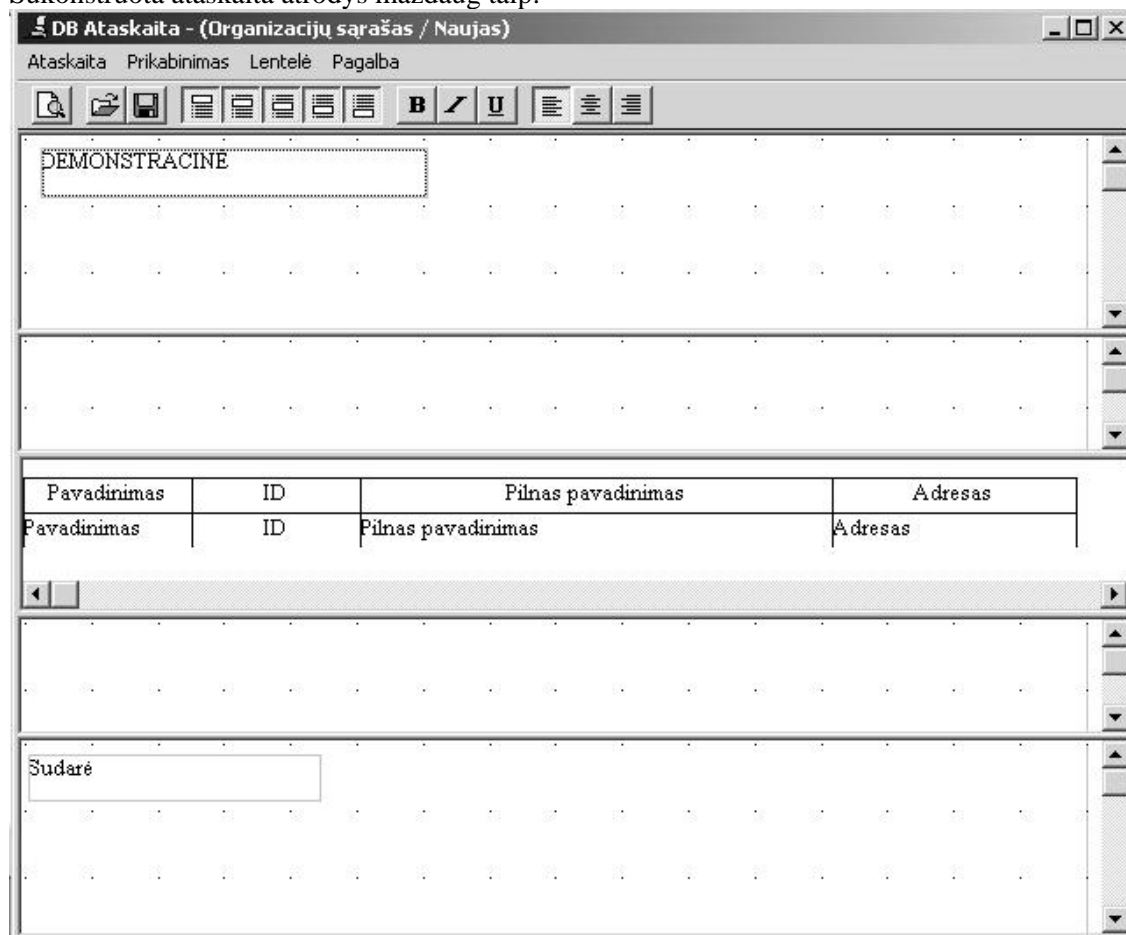 Sukonstruota ataskaita atrodys maždaug taip:
DB Ataskaita - (Organizacijų sąrašas / Naujas)
Ataskaita Prikabinimas Lentelė Pagalba
B I U
DEMONSTRACINĖ
Pavadinimas ID Pilnas pavadinimas Adresas
Pavadinimas ID Pilnas pavadinimas Adresas
Sudarė